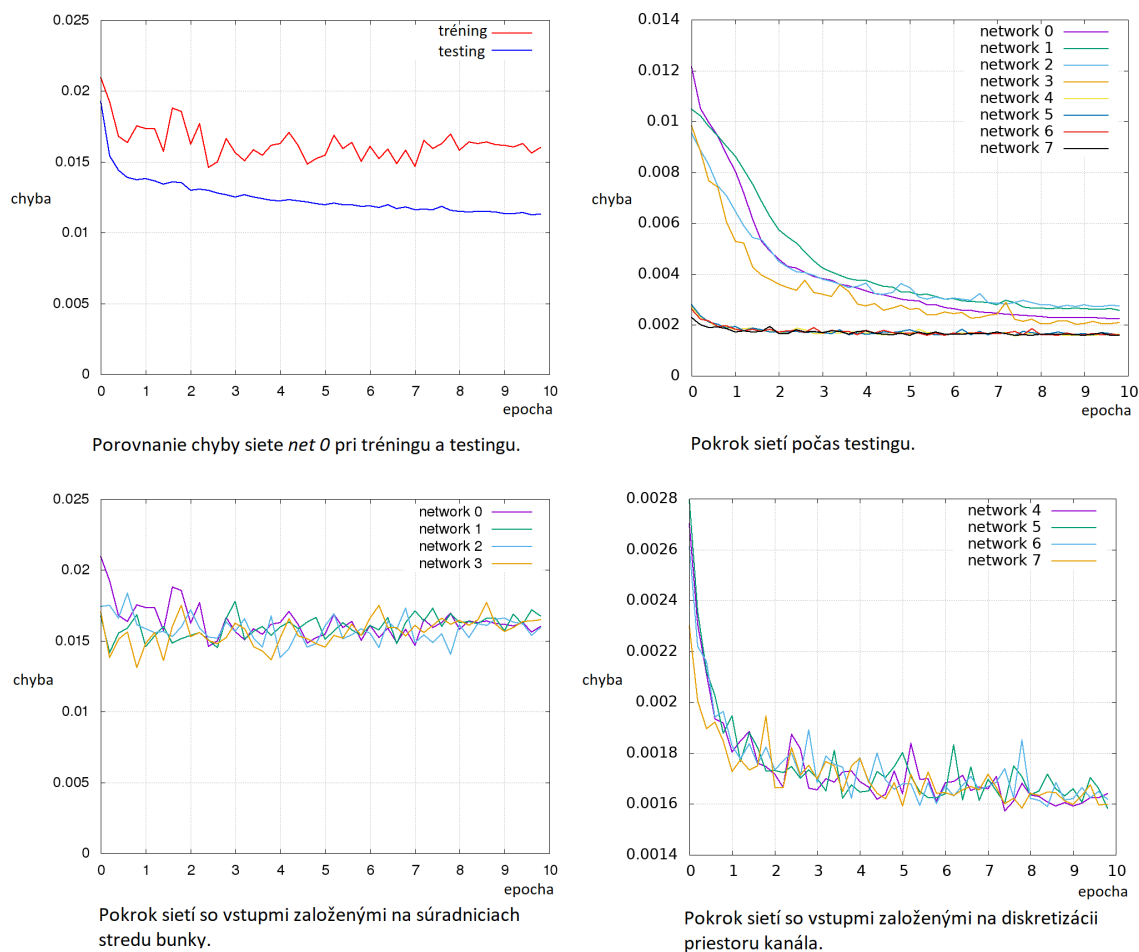 0.025
0.02
0.015
0.01
0.005
0
chyba
tréning
testing
0 1 2 3 4 5 6 7 8 9 10
epocha
Porovnanie chyby siete net 0 pri tréningu a testingu.
0.014
0.012
0.01
0.008
0.006
0.004
0.002
0
chyba
network 0
network 1
network 2
network 3
network 4
network 5
network 6
network 7
0 1 2 3 4 5 6 7 8 9 10
epocha
Pokrok sietí počas testingu.
0.025
0.02
0.015
0.01
0.005
0
chyba
network 0
network 1
network 2
network 3
0 1 2 3 4 5 6 7 8 9 10
epocha
Pokrok sietí so vstupmi založenými na súradniciach
stredu bunky.
0.0028
0.0026
0.0024
0.0022
0.002
0.0018
0.0016
0.0014
chyba
network 4
network 5
network 6
network 7
0 1 2 3 4 5 6 7 8 9 10
epocha
Pokrok sietí so vstupmi založenými na diskretizácii
priestoru kanála.